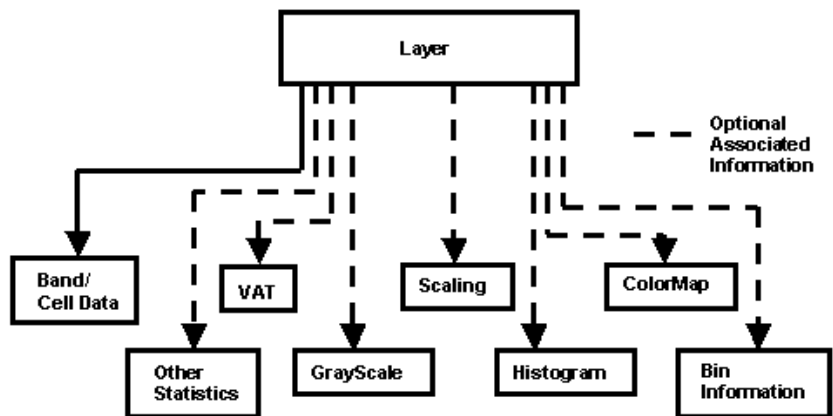 Layer
Optional
Associated
Information
Band/
Cell Data
VAT
Scaling
ColorMap
Other
Statistics
GrayScale
Histogram
Bin
Information